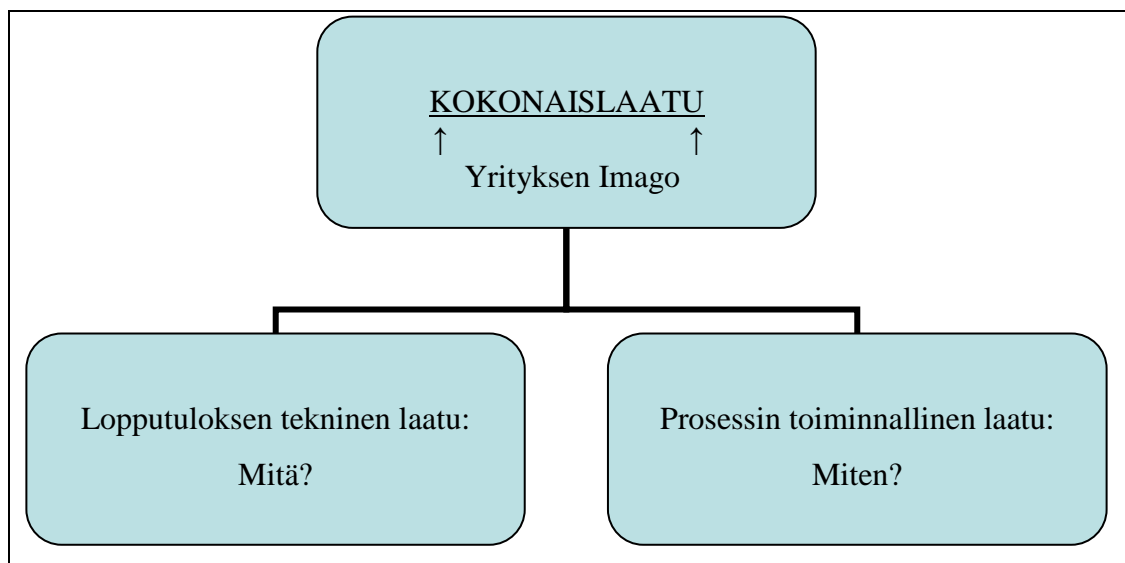 KOKONAISLAATU
↑ ↑
Yrityksen Imago
Lopputuloksen tekninen laatu:
Mitä?
Prosessin toiminnallinen laatu:
Miten?